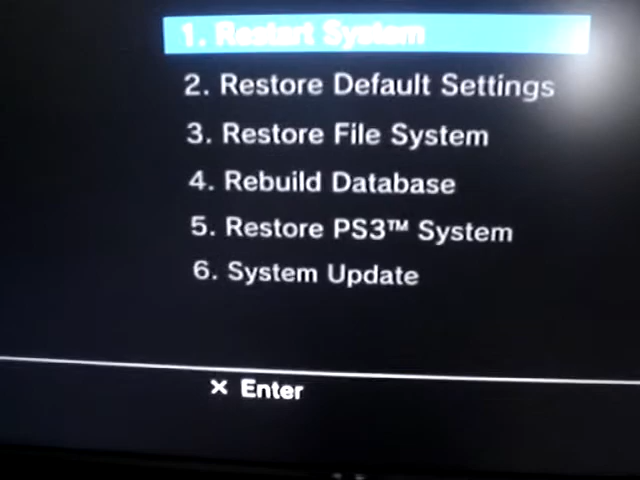 1. Restart System
2. Restore Default Settings
3. Restore File System
4. Rebuild Database
5. Restore PS3™ System
6. System Update
✕ Enter